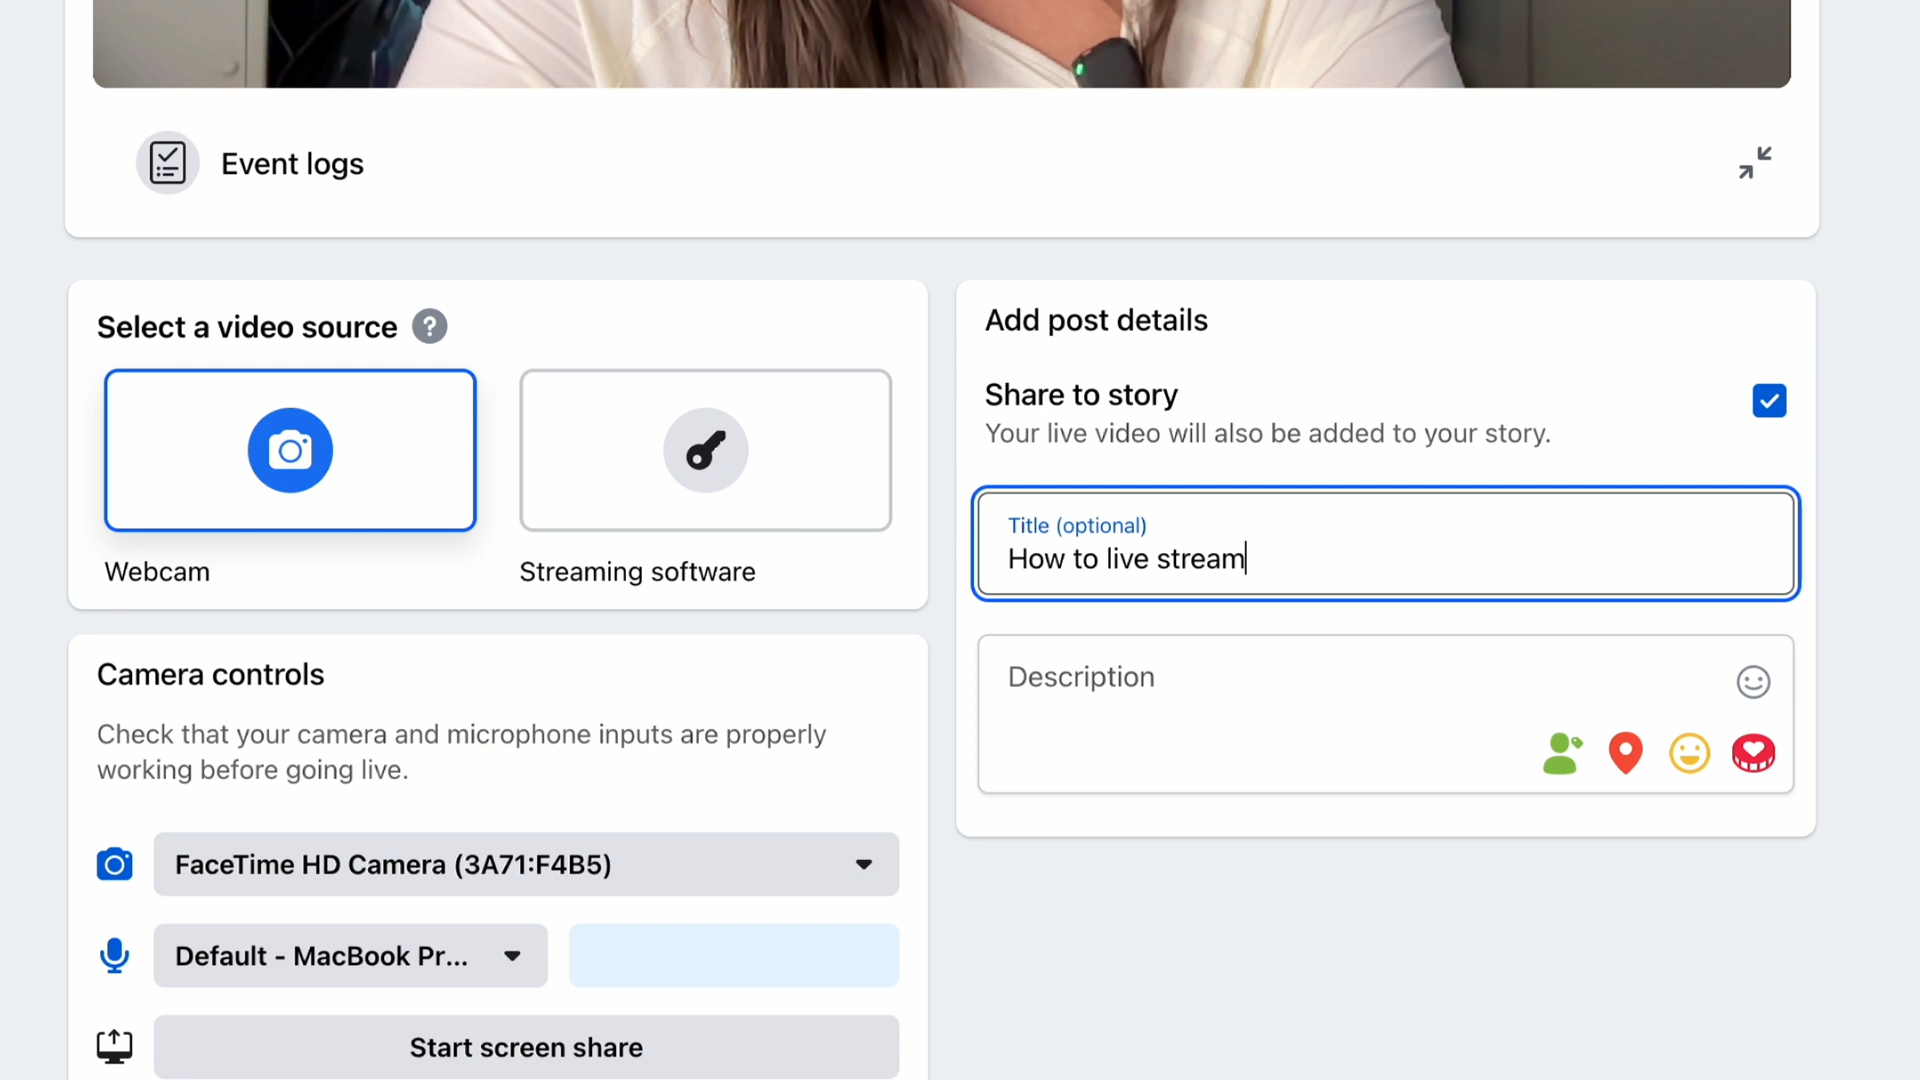 Event logs
Select a video source ?
Webcam
Streaming software
Camera controls
Check that your camera and microphone inputs are properly
working before going live.
FaceTime HD Camera (3A71:F4B5)
Default - MacBook Pr...
Start screen share
Add post details
Share to story
Your live video will also be added to your story.
Title (optional)
How to live stream
Description